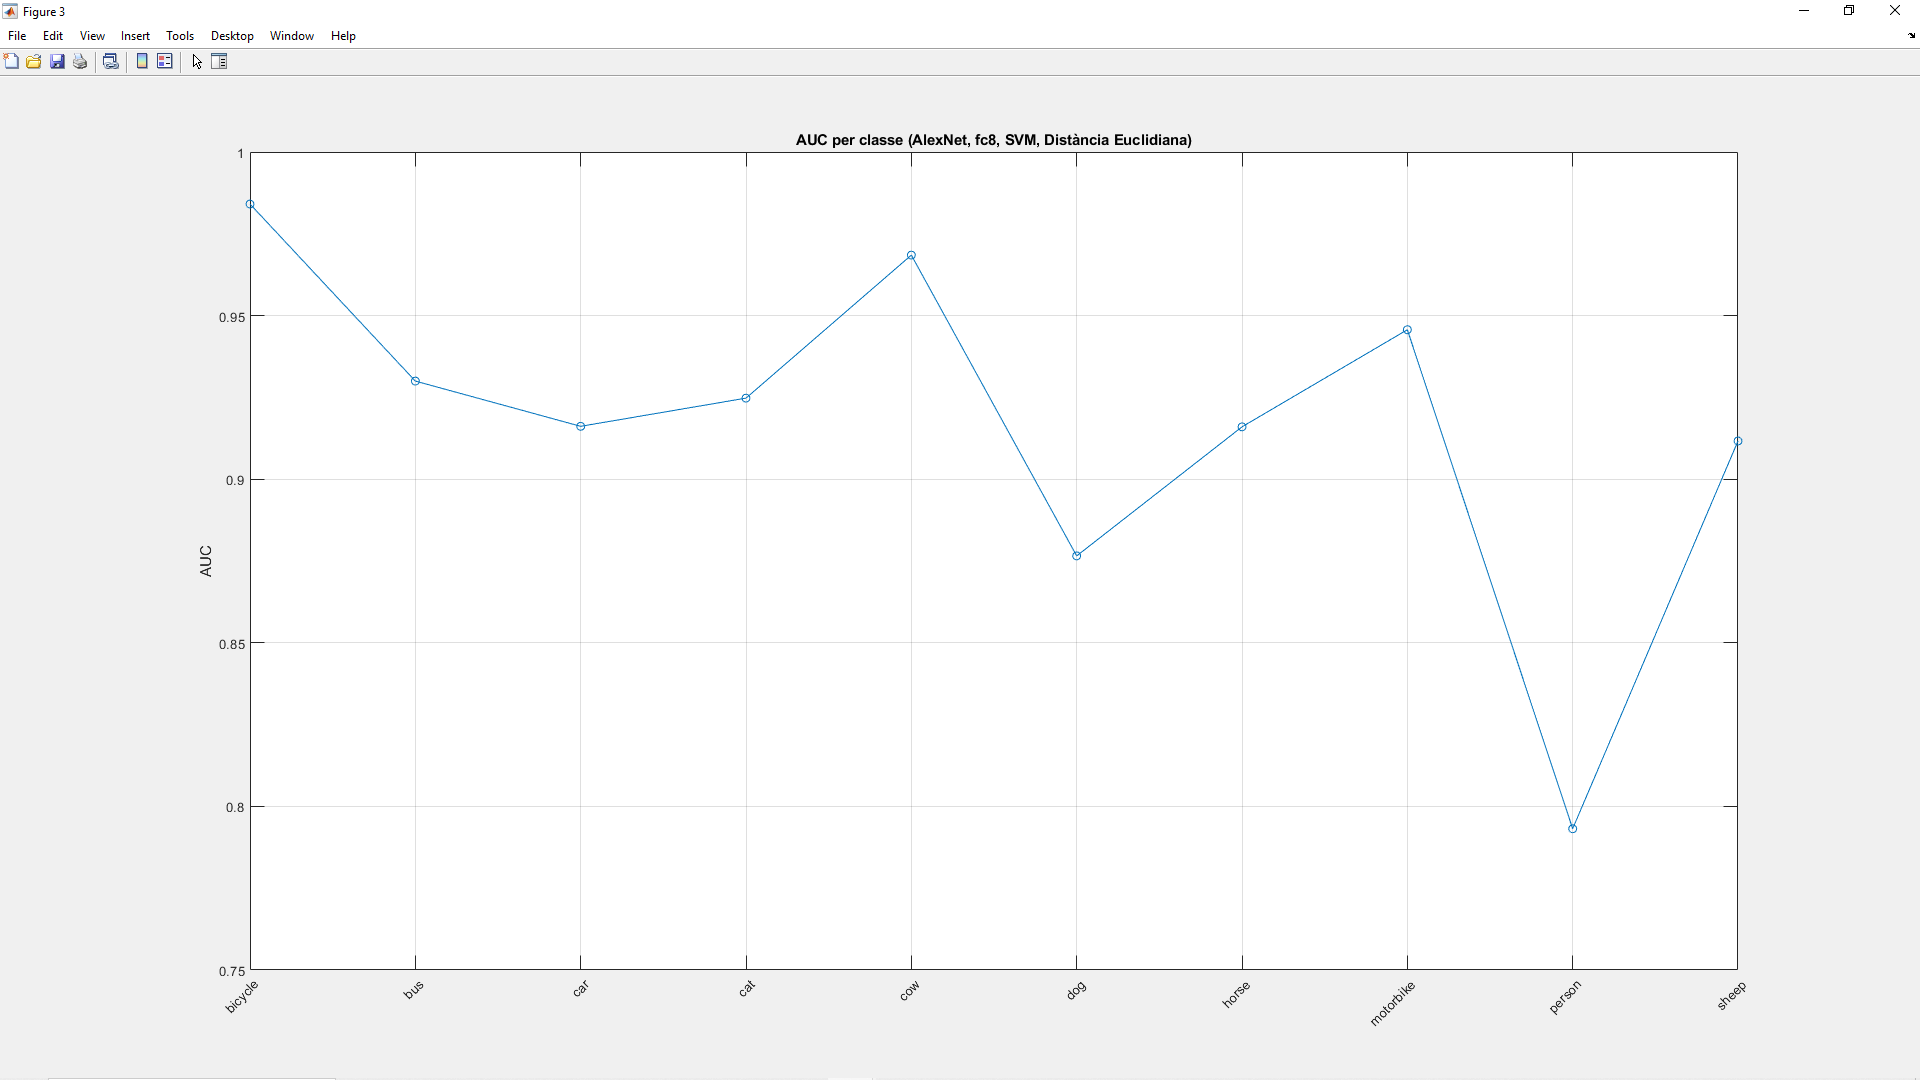 Figure 3
File Edit View Insert Tools Desktop Window Help
AUC per classe (AlexNet, fc8, SVM, Distància Euclidiana)
1
0.95
0.9
0.85
0.8
0.75
AUC
bicycle
bus
car
cat
cow
dog
horse
motorbike
person
sheep